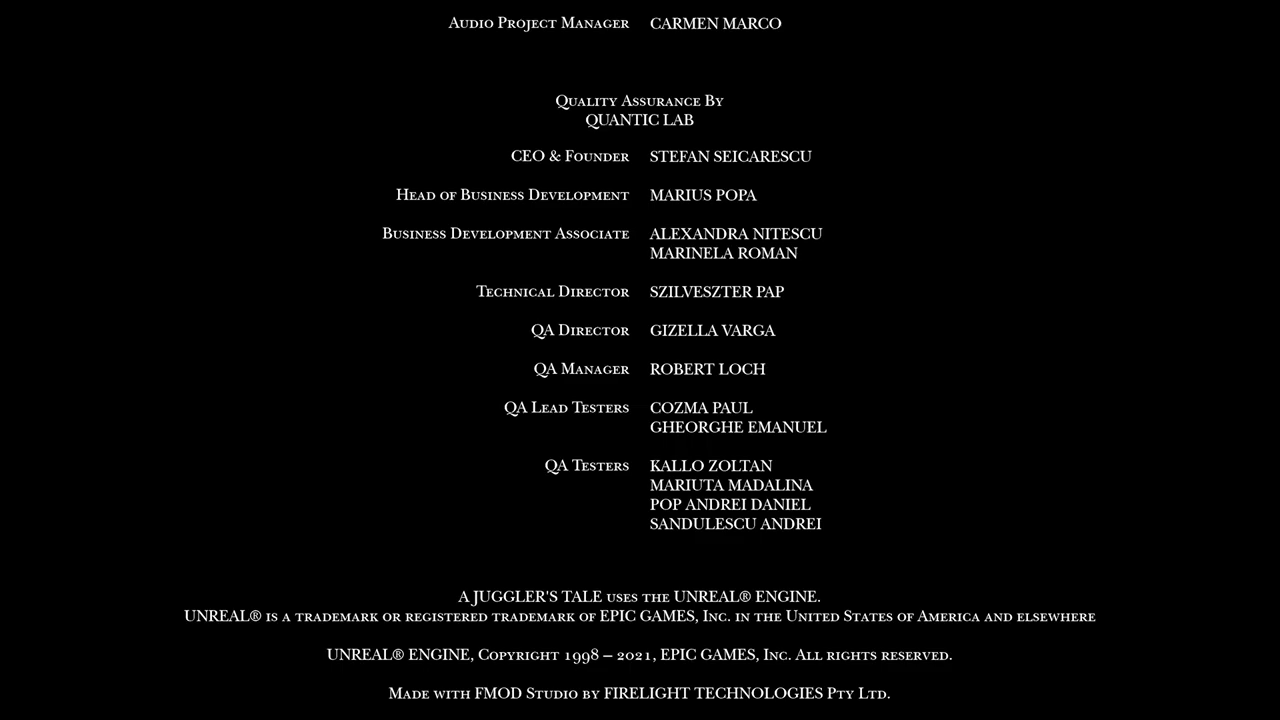 Audio Project Manager CARMEN MARCO
Quality Assurance By
QUANTIC LAB
CEO & Founder STEFAN SEICARESCU
Head of Business Development MARIUS POPA
Business Development Associate ALEXANDRA NITESCU
MARINELA ROMAN
Technical Director SZILVESZTER PAP
QA Director GIZELLA VARGA
QA Manager ROBERT LOCH
QA Lead Testers COZMA PAUL
GHEORGHE EMANUEL
QA Testers KALLO ZOLTAN
MARIUTA MADALINA
POP ANDREI DANIEL
SANDULESCU ANDREI
A JUGGLER'S TALE uses the UNREAL® ENGINE.
UNREAL® is a trademark or registered trademark of EPIC GAMES, Inc. in the United States of America and elsewhere
UNREAL® ENGINE, Copyright 1998 – 2021, EPIC GAMES, Inc. All rights reserved.
Made with FMOD Studio by FIRELIGHT TECHNOLOGIES Pty Ltd.